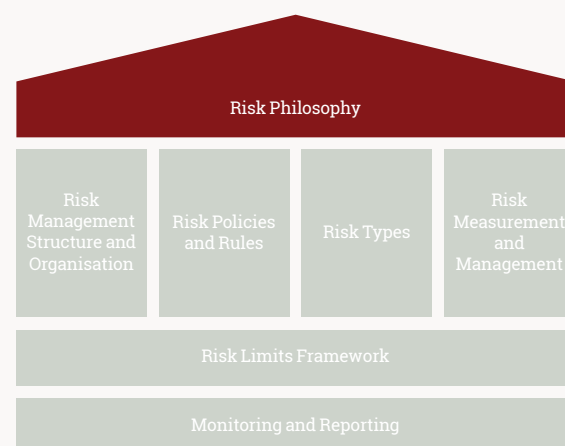 Risk Philosophy
Risk
Management
Structure and
Organisation
Risk Policies
and Rules
Risk Types
Risk
Measurement
and
Management
Risk Limits Framework
Monitoring and Reporting